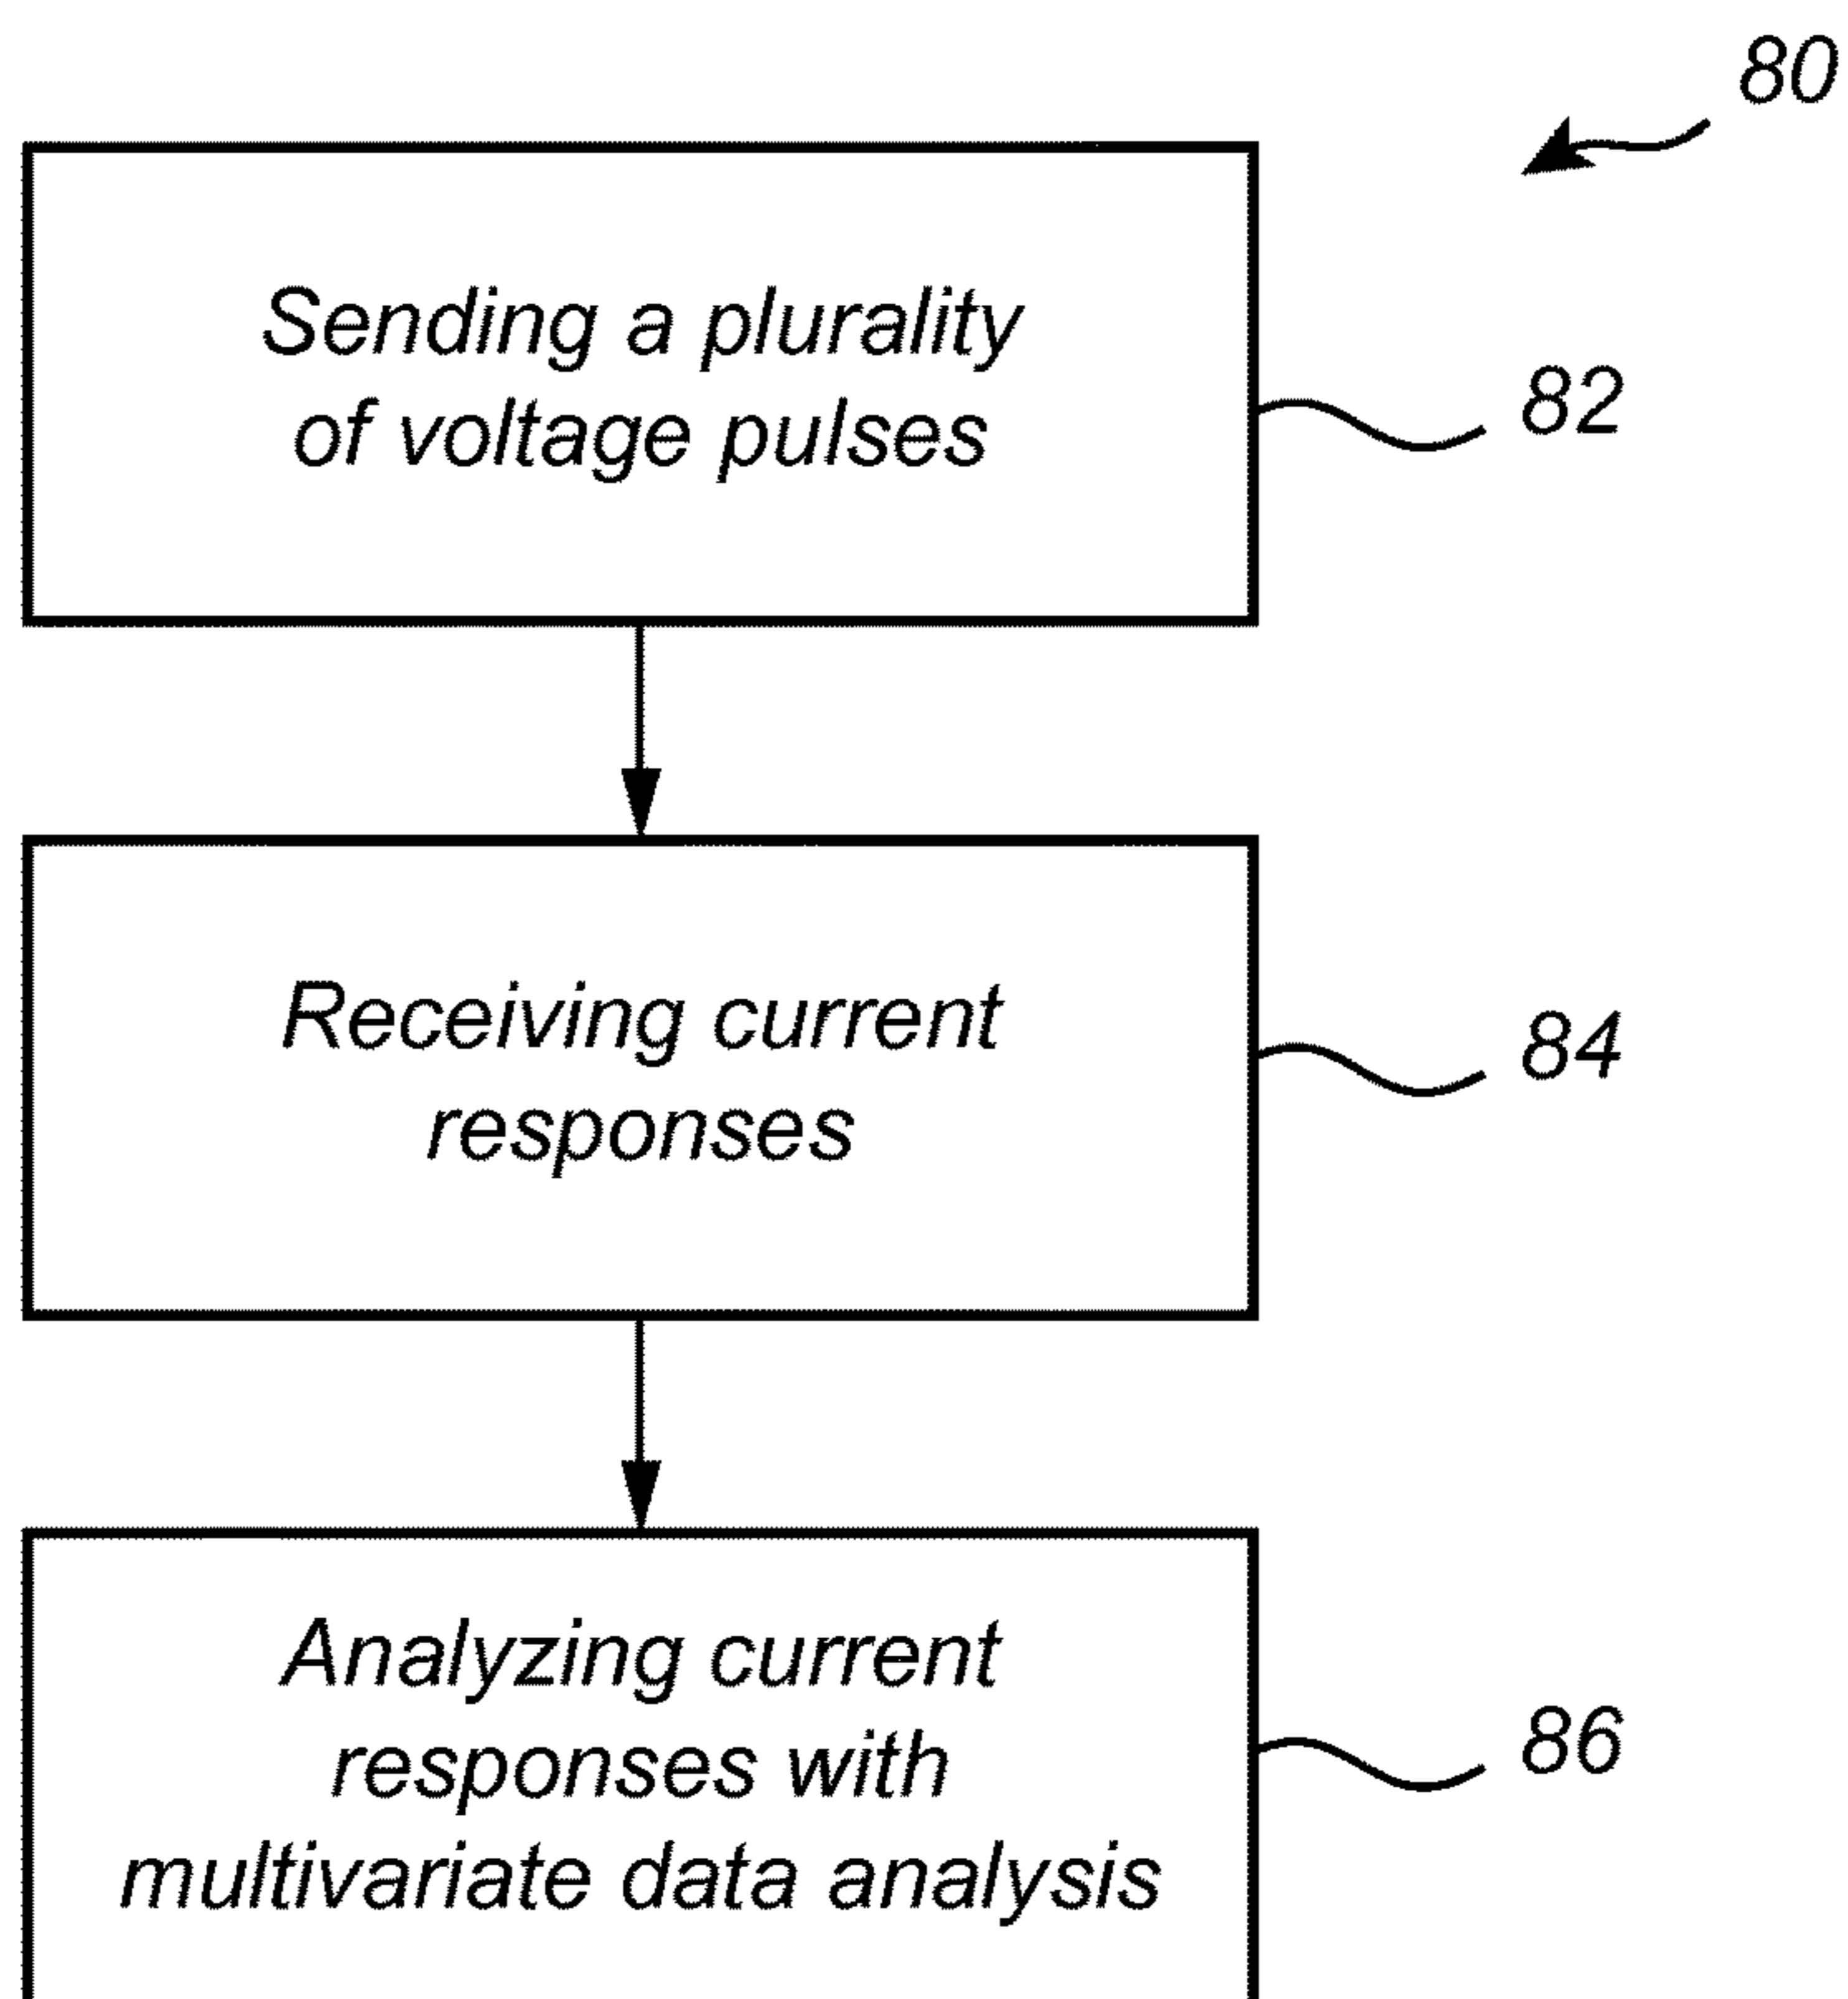 80
Sending a plurality
of voltage pulses
82
Receiving current
responses
84
Analyzing current
responses with
multivariate data analysis
86